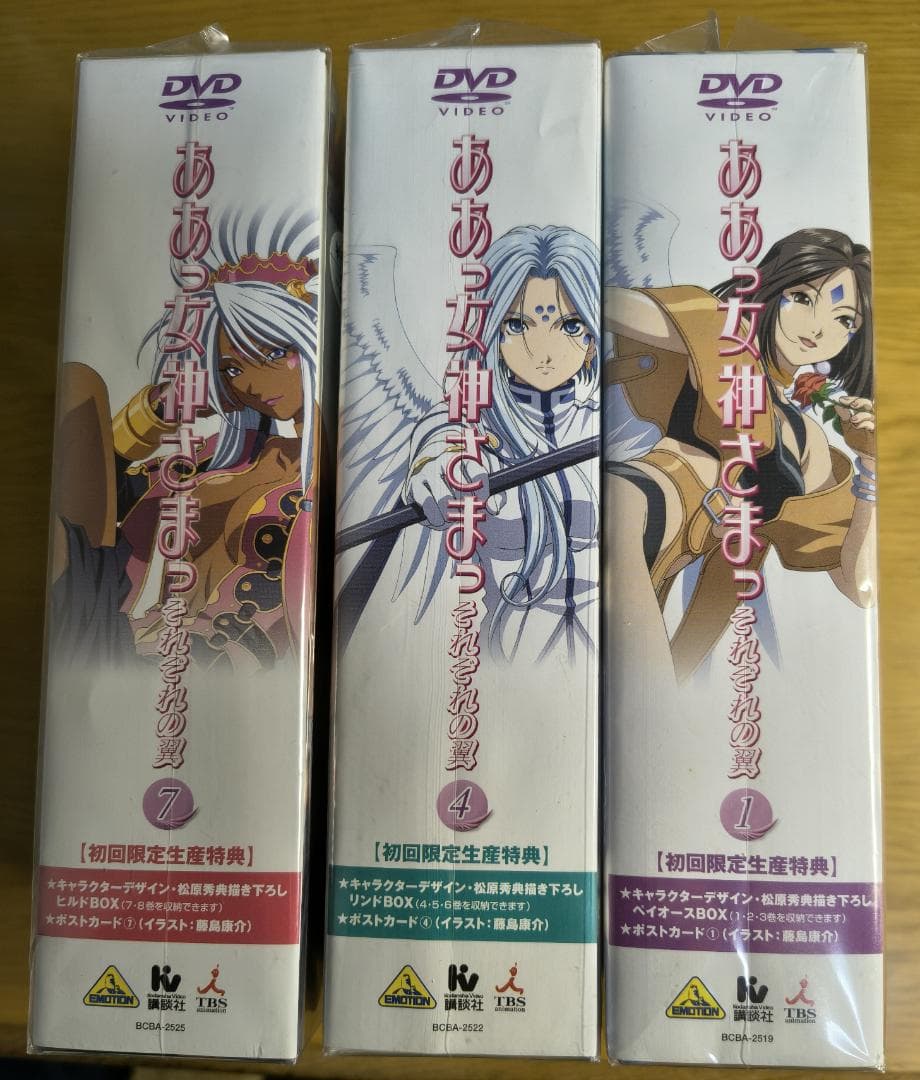 DVD
VIDEO™
ああっ女神さまっ それぞれの翼
7
【初回限定生産特典】
★キャラクターデザイン・松原秀典描き下ろし
ヒルドBOX(7・8巻を収納できます)
★ポストカード⑦(イラスト:藤島康介)
EMOTION
KV
Kodansha Video
講談社
TBS
animation
BCBA-2525
DVD
VIDEO™
ああっ女神さまっ それぞれの翼
4
【初回限定生産特典】
★キャラクターデザイン・松原秀典描き下ろし
リンドBOX(4・5・6巻を収納できます)
★ポストカード④(イラスト:藤島康介)
EMOTION
KV
Kodansha Video
講談社
TBS
animation
BCBA-2522
DVD
VIDEO™
ああっ女神さまっ それぞれの翼
1
【初回限定生産特典】
★キャラクターデザイン・松原秀典描き下ろし
ペイオースBOX(1・2・3巻を収納できます)
★ポストカード①(イラスト:藤島康介)
EMOTION
KV
Kodansha Video
講談社
TBS
animation
BCBA-2519